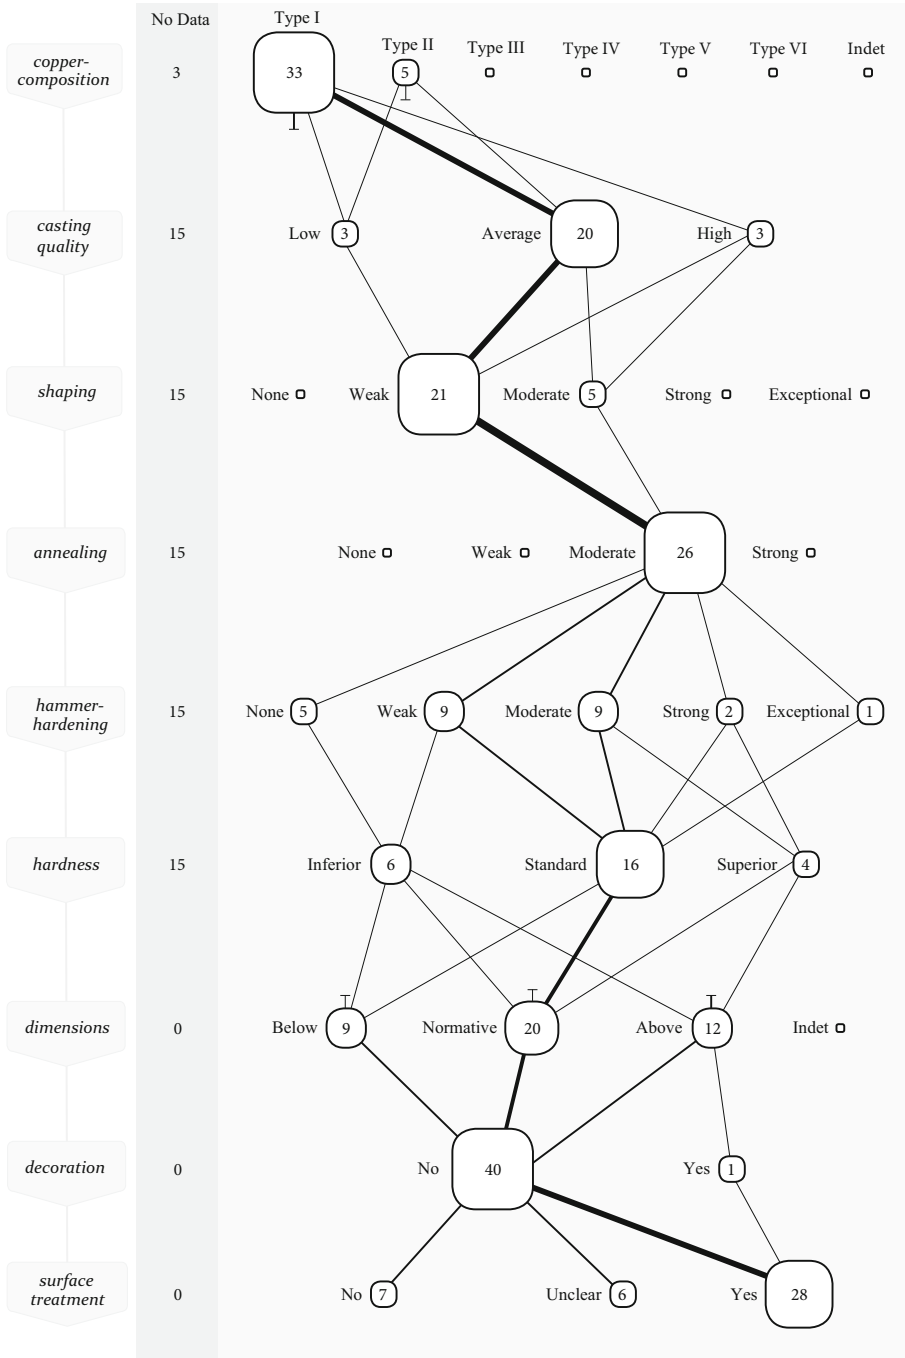 No Data
Type I
Type II
Type III
Type IV
Type V
Type VI
Indet
copper-
composition
3
33
5
casting
quality
15
Low 3
Average 20
High 3
shaping
15
None
Weak 21
Moderate 5
Strong
Exceptional
annealing
15
None
Weak
Moderate 26
Strong
hammer-
hardening
15
None 5
Weak 9
Moderate 9
Strong 2
Exceptional 1
hardness
15
Inferior 6
Standard 16
Superior 4
dimensions
0
Below 9
Normative 20
Above 12
Indet
decoration
0
No 40
Yes 1
surface
treatment
0
No 7
Unclear 6
Yes 28